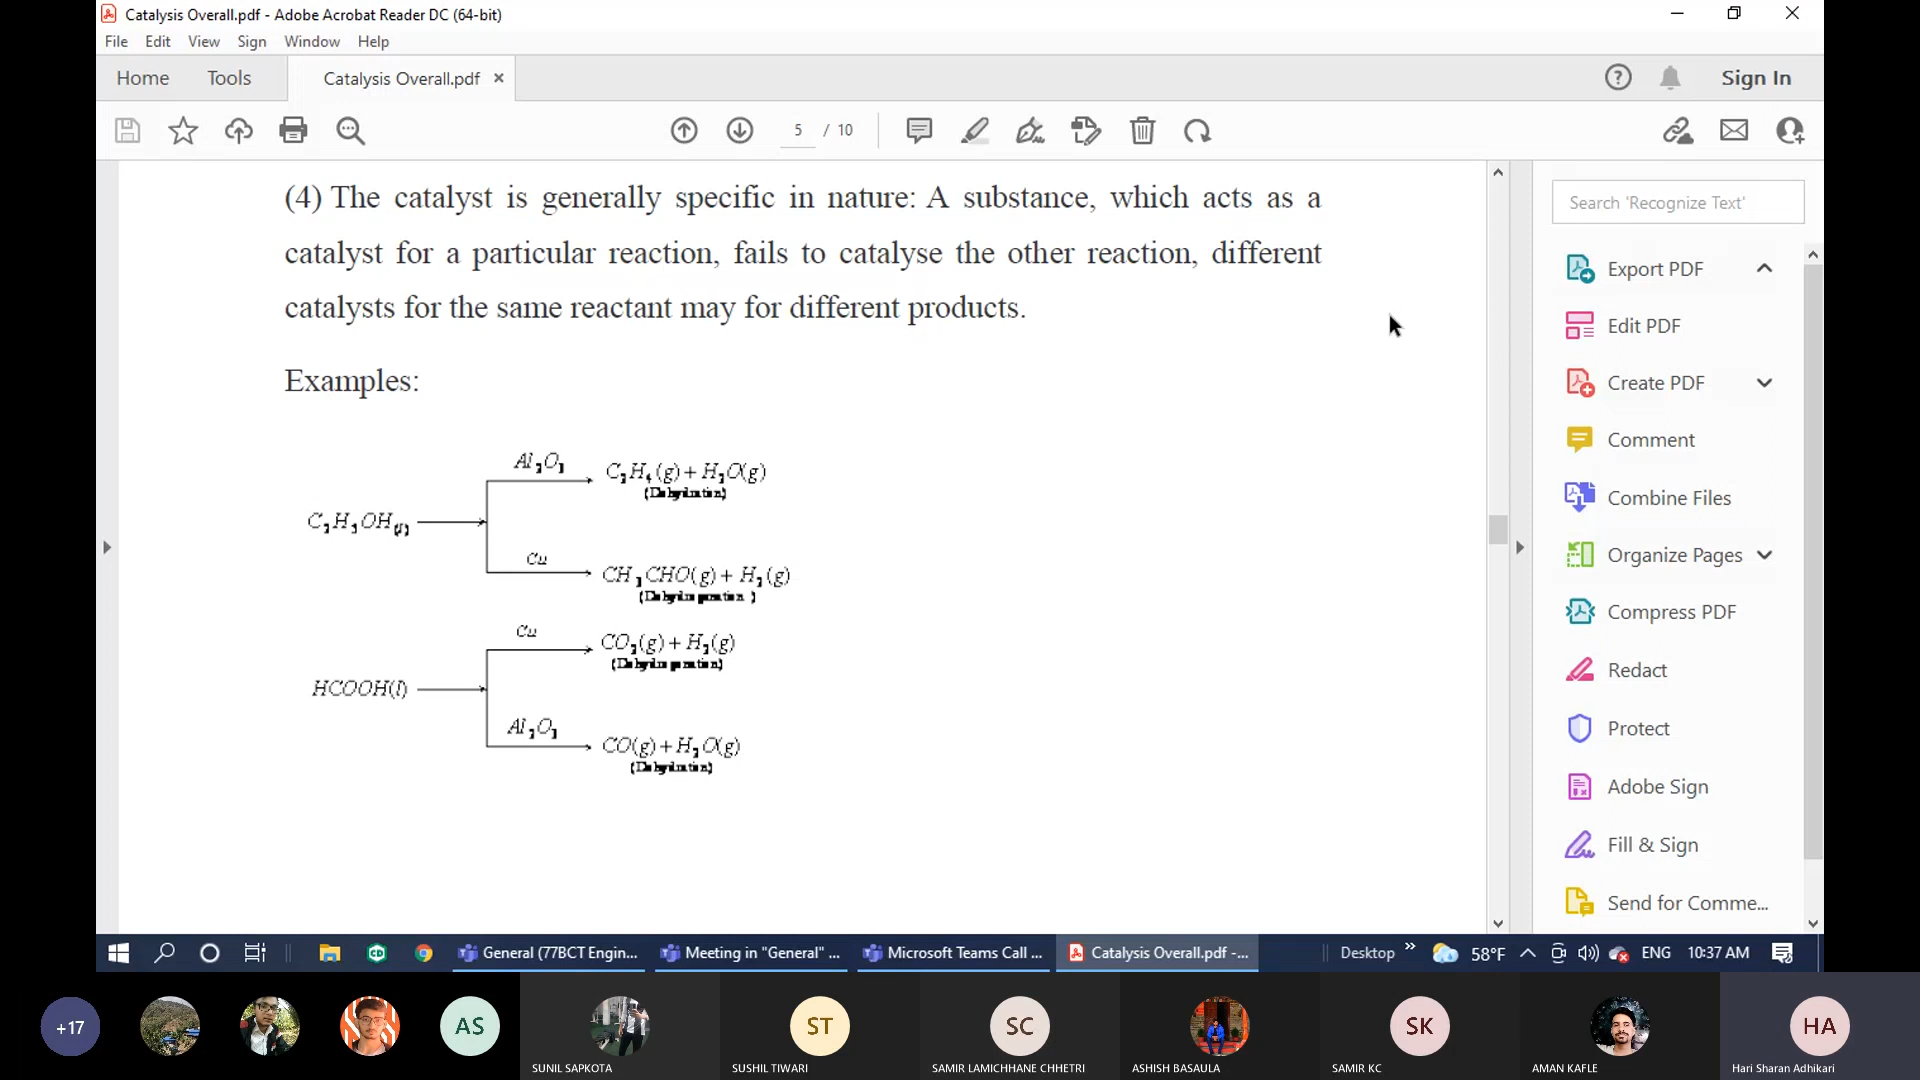 Catalysis Overall.pdf - Adobe Acrobat Reader DC (64-bit)
File Edit View Sign Window Help
Home Tools Catalysis Overall.pdf × Sign In
5 / 10
(4) The catalyst is generally specific in nature: A substance, which acts as a
catalyst for a particular reaction, fails to catalyse the other reaction, different
catalysts for the same reactant may for different products.
Examples:
Al₂O₃
C₂H₄(g) + H₂O(g)
(Dehydration)
C₂H₅OH(l)
Cu
CH₃CHO(g) + H₂(g)
(Dehydrogenation)
Cu
CO₂(g) + H₂(g)
(Dehydrogenation)
HCOOH(l)
Al₂O₃
CO(g) + H₂O(g)
(Dehydration)
Search 'Recognize Text'
Export PDF
Edit PDF
Create PDF
Comment
Combine Files
Organize Pages
Compress PDF
Redact
Protect
Adobe Sign
Fill & Sign
Send for Comme...
General (77BCT Engin... Meeting in "General" ... Microsoft Teams Call ... Catalysis Overall.pdf -... Desktop » 58°F ENG 10:37 AM
+17 AS ST SC SK HA
SUNIL SAPKOTA SUSHIL TIWARI SAMIR LAMICHHANE CHHETRI ASHISH BASAULA SAMIR KC AMAN KAFLE Hari Sharan Adhikari